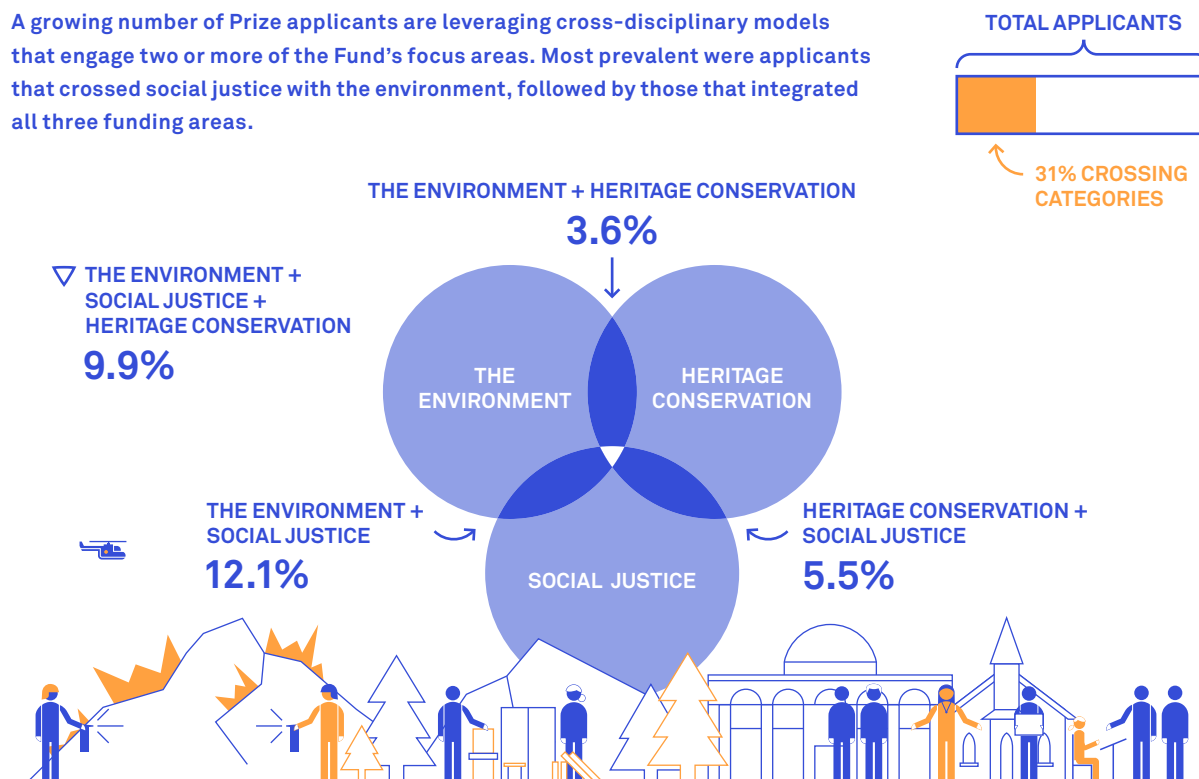 A growing number of Prize applicants are leveraging cross-disciplinary models
that engage two or more of the Fund’s focus areas. Most prevalent were applicants
that crossed social justice with the environment, followed by those that integrated
all three funding areas.
TOTAL APPLICANTS
31% CROSSING
CATEGORIES
THE ENVIRONMENT + HERITAGE CONSERVATION
3.6%
THE ENVIRONMENT +
SOCIAL JUSTICE +
HERITAGE CONSERVATION
9.9%
THE
ENVIRONMENT
HERITAGE
CONSERVATION
THE ENVIRONMENT +
SOCIAL JUSTICE
12.1%
SOCIAL JUSTICE
HERITAGE CONSERVATION +
SOCIAL JUSTICE
5.5%